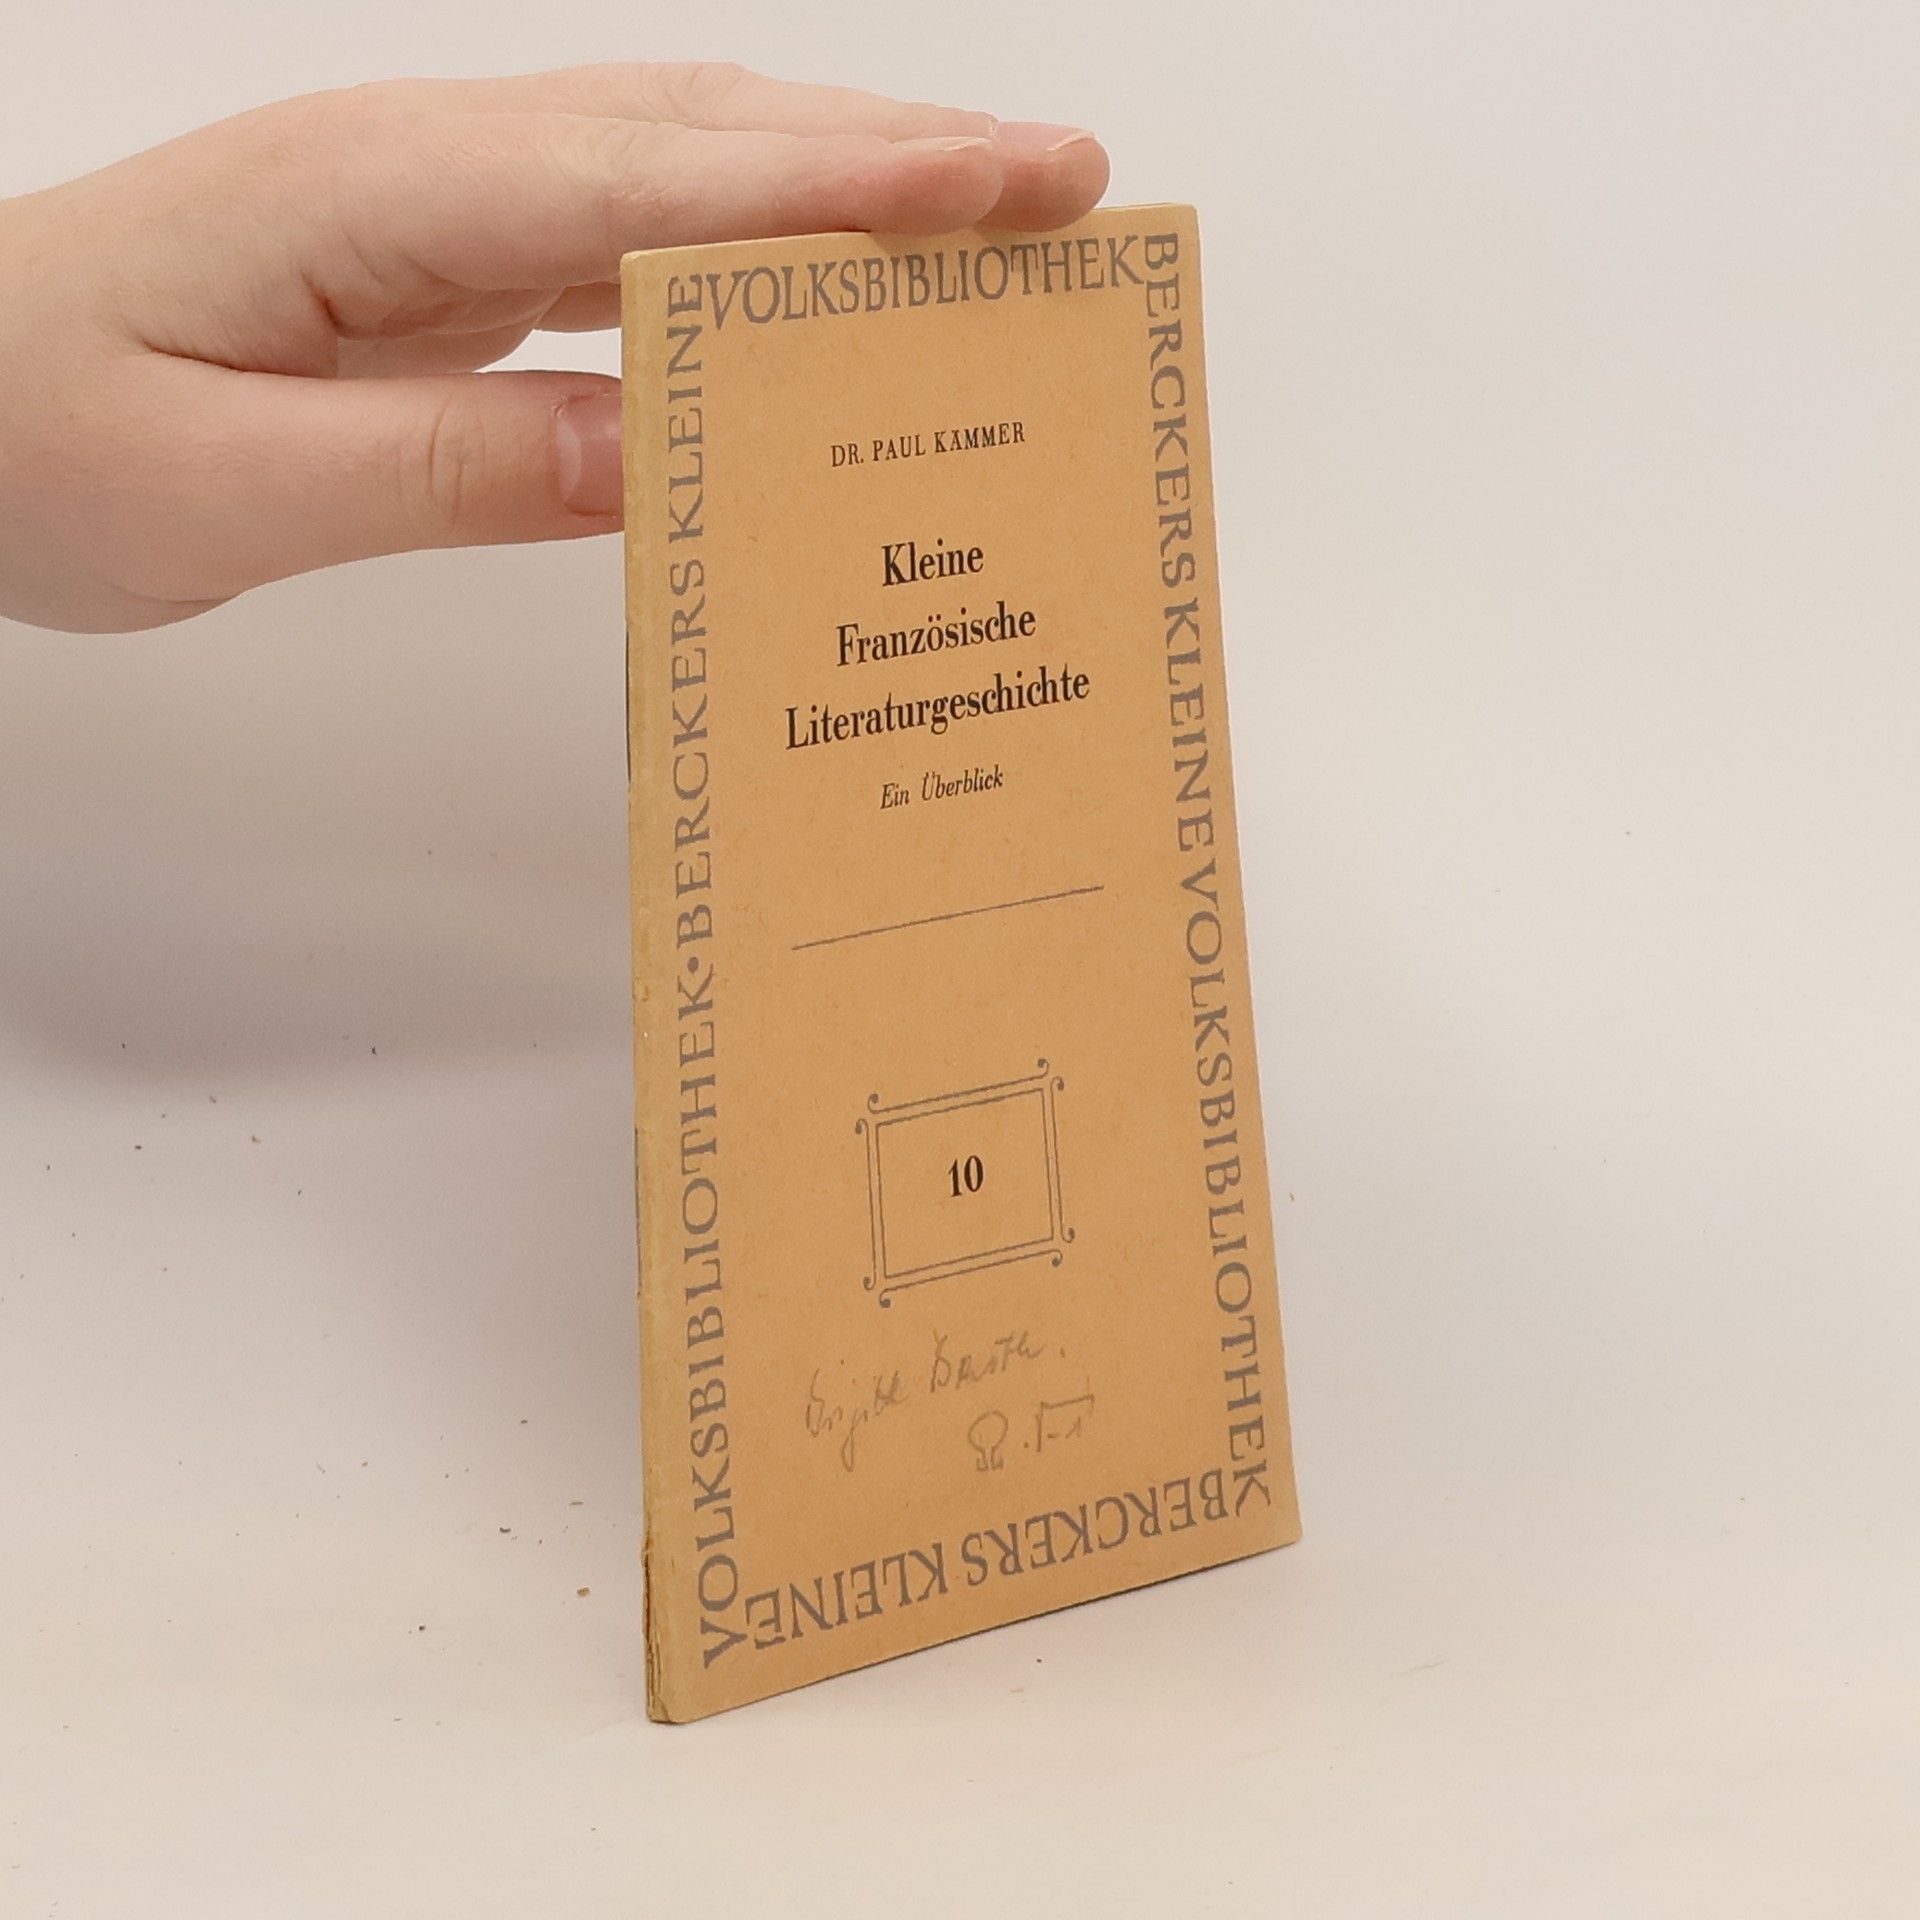 VOLKSBIBLIOTHEK
BERCKERS KLEINE VOLKSBIBLIOTHEK
BERCKERS KLEINE
VOLKSBIBLIOTHEK • BERCKERS KLEINE
DR. PAUL KÄMMER
Kleine
Französische
Literaturgeschichte
Ein Überblick
10